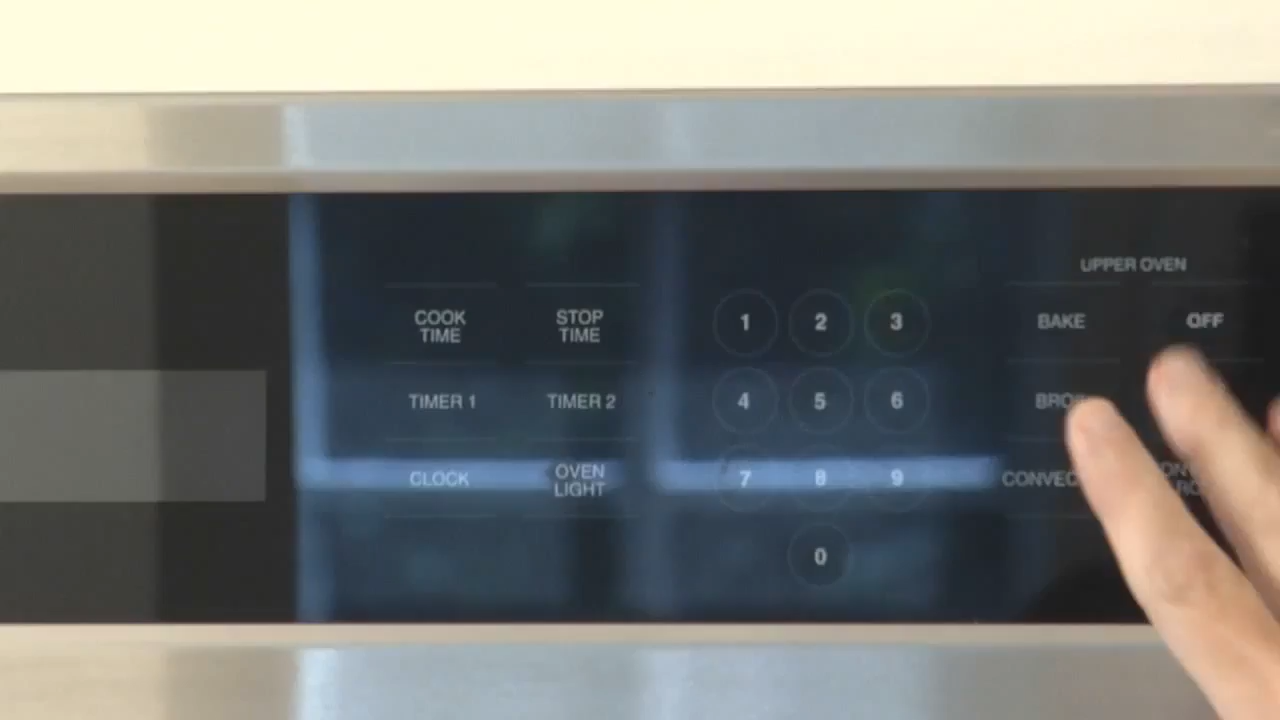 UPPER OVEN
COOK
TIME
STOP
TIME
1
2
3
BAKE
OFF
TIMER 1
TIMER 2
4
5
6
CLOCK
OVEN
LIGHT
7
8
9
0